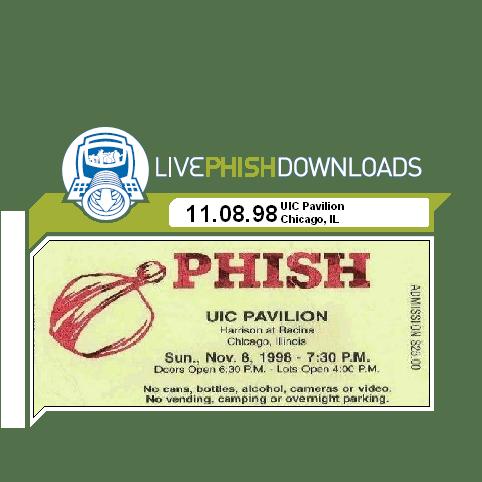 LIVEPHISHDOWNLOADS
11.08.98
UIC Pavilion
Chicago, IL
PHISH
UIC PAVILION
Harrison at Racine
Chicago, Illinois
Sun., Nov. 8, 1998 - 7:30 P.M.
Doors Open 6:30 P.M. - Lots Open 4:00 P.M.
No cans, bottles, alcohol, cameras or video.
No vending, camping or overnight parking.
ADMISSION $25.00